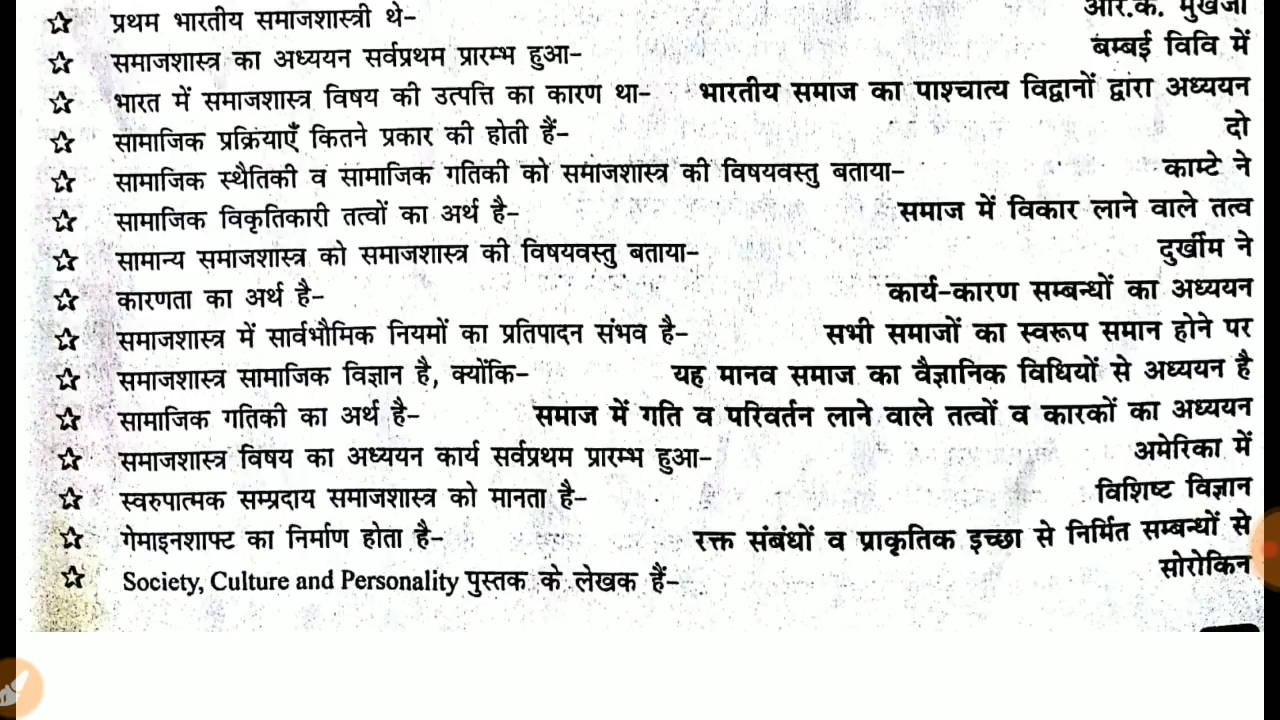 ☆ प्रथम भारतीय समाजशास्त्री थे- आर.के. मुखर्जी
☆ समाजशास्त्र का अध्ययन सर्वप्रथम प्रारम्भ हुआ- बम्बई विवि में
☆ भारत में समाजशास्त्र विषय की उत्पत्ति का कारण था- भारतीय समाज का पाश्चात्य विद्वानों द्वारा अध्ययन
☆ सामाजिक प्रक्रियाएँ कितने प्रकार की होती हैं- दो
☆ सामाजिक स्थैतिकी व सामाजिक गतिकी को समाजशास्त्र की विषयवस्तु बताया- काम्टे ने
☆ सामाजिक विकृतिकारी तत्वों का अर्थ है- समाज में विकार लाने वाले तत्व
☆ सामान्य समाजशास्त्र को समाजशास्त्र की विषयवस्तु बताया- दुर्खीम ने
☆ कारणता का अर्थ है- कार्य-कारण सम्बन्धों का अध्ययन
☆ समाजशास्त्र में सार्वभौमिक नियमों का प्रतिपादन संभव है- सभी समाजों का स्वरूप समान होने पर
☆ समाजशास्त्र सामाजिक विज्ञान है, क्योंकि- यह मानव समाज का वैज्ञानिक विधियों से अध्ययन है
☆ सामाजिक गतिकी का अर्थ है- समाज में गति व परिवर्तन लाने वाले तत्वों व कारकों का अध्ययन
☆ समाजशास्त्र विषय का अध्ययन कार्य सर्वप्रथम प्रारम्भ हुआ- अमेरिका में
☆ स्वरुपात्मक सम्प्रदाय समाजशास्त्र को मानता है- विशिष्ट विज्ञान
☆ गेमाइनशाफ्ट का निर्माण होता है- रक्त संबंधों व प्राकृतिक इच्छा से निर्मित सम्बन्धों से
☆ Society, Culture and Personality पुस्तक के लेखक हैं- सोरोकिन